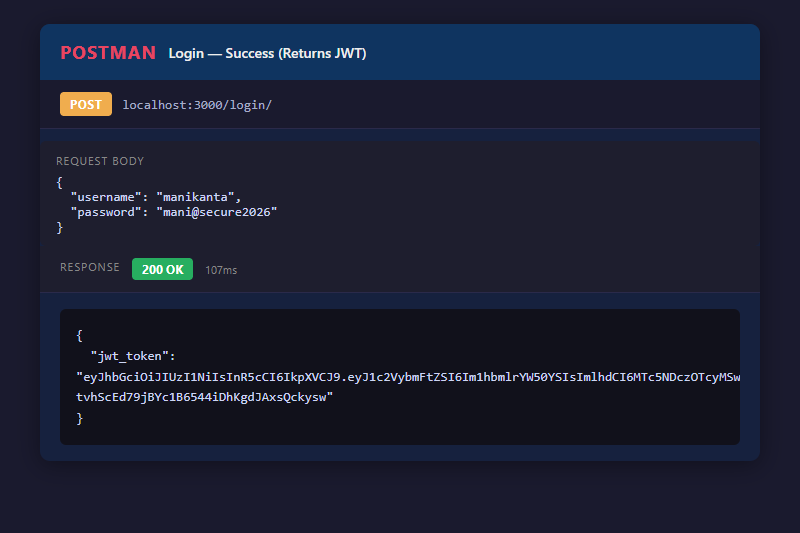 POSTMAN Login — Success (Returns JWT)
POST localhost:3000/login/
REQUEST BODY
{
"username": "manikanta",
"password": "mani@secure2026"
}
RESPONSE 200 OK 107ms
{
"jwt_token":
"eyJhbGciOiJIUzI1NiIsInR5cCI6IkpXVCJ9.eyJ1c2VybmFtZSI6Im1hbmlrYW50YSIsImlhdCI6MTc5NDczOTcyMSw
tvhScEd79jBYc1B6544iDhKgdJAxsQckysw"
}